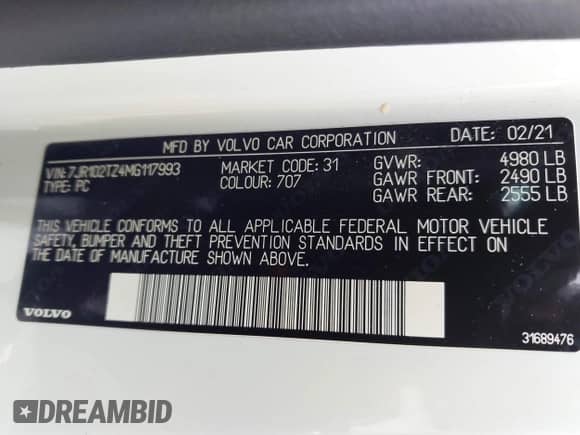 MFD BY VOLVO CAR CORPORATION DATE: 02/21
VIN: 7JR102TZ4MG117993 MARKET CODE: 31 GVWR: 4980 LB
TYPE: PC COLOUR: 707 GAWR FRONT: 2490 LB
GAWR REAR: 2555 LB
THIS VEHICLE CONFORMS TO ALL APPLICABLE FEDERAL MOTOR VEHICLE
SAFETY, BUMPER AND THEFT PREVENTION STANDARDS IN EFFECT ON
THE DATE OF MANUFACTURE SHOWN ABOVE.
VOLVO
31689476
DREAMBID